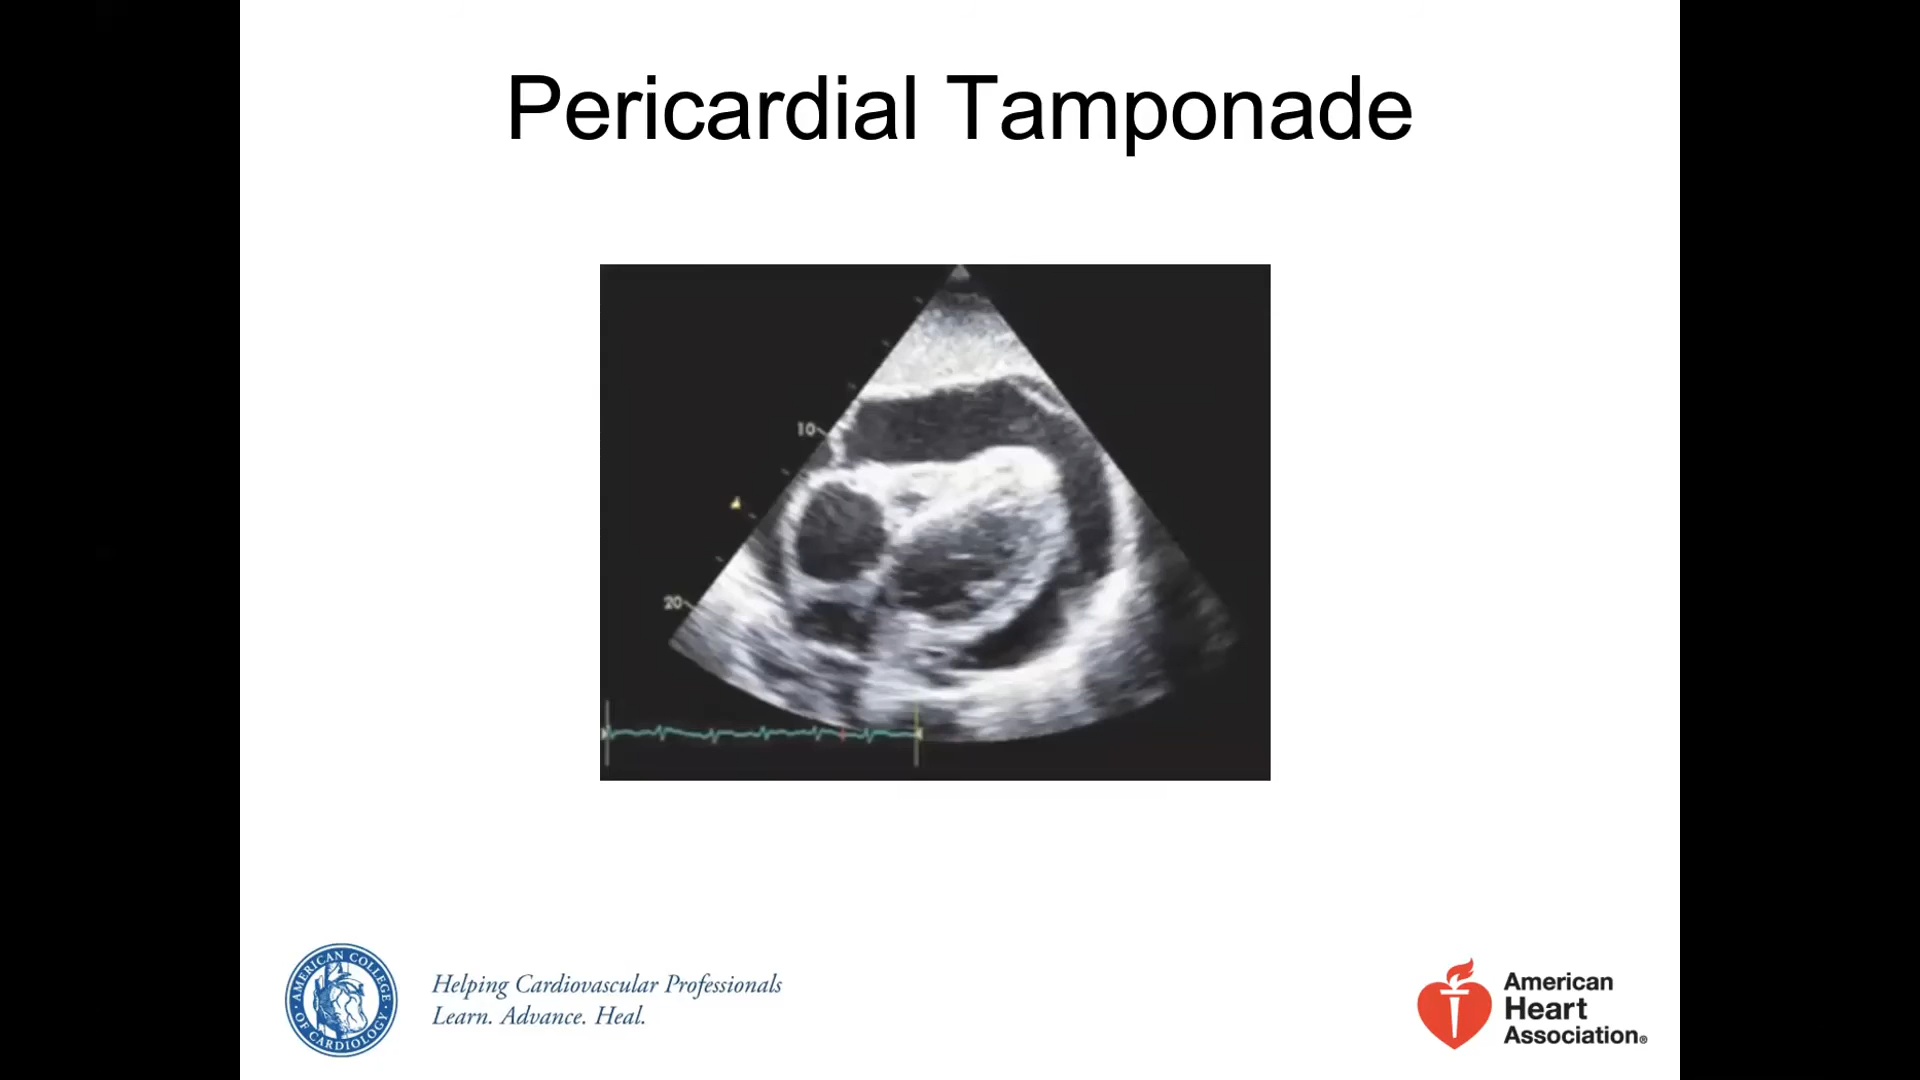 Pericardial Tamponade
10
20
AMERICAN COLLEGE
OF CARDIOLOGY
Helping Cardiovascular Professionals
Learn. Advance. Heal.
American
Heart
Association®